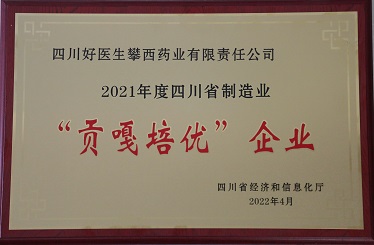 四川好医生攀西药业有限责任公司
2021年度四川省制造业
“贡嘎培优”企业
四川省经济和信息化厅
2022年4月